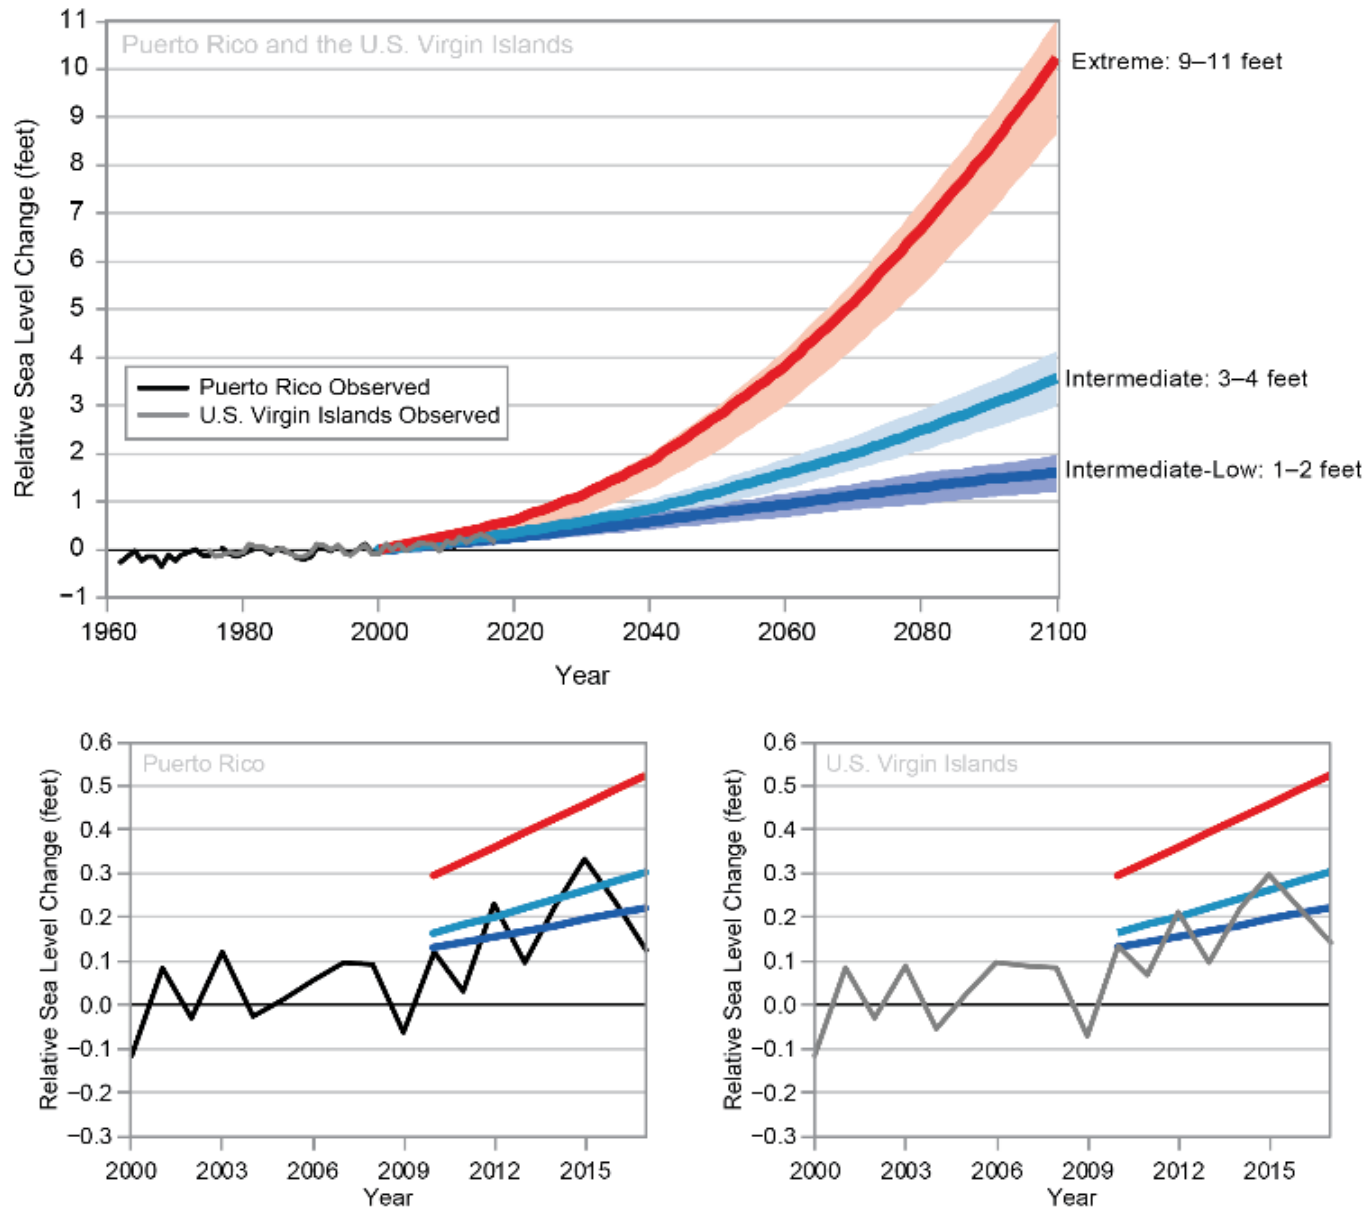 11
Puerto Rico and the U.S. Virgin Islands
10
Extreme: 9–11 feet
9
8
7
6
5
4
Intermediate: 3–4 feet
3
2
Intermediate-Low: 1–2 feet
1
0
−1
Relative Sea Level Change (feet)
Puerto Rico Observed
U.S. Virgin Islands Observed
1960 1980 2000 2020 2040 2060 2080 2100
Year
Puerto Rico
0.6
0.5
0.4
0.3
0.2
0.1
0.0
−0.1
−0.2
−0.3
Relative Sea Level Change (feet)
2000 2003 2006 2009 2012 2015
Year
U.S. Virgin Islands
0.6
0.5
0.4
0.3
0.2
0.1
0.0
−0.1
−0.2
−0.3
Relative Sea Level Change (feet)
2000 2003 2006 2009 2012 2015
Year